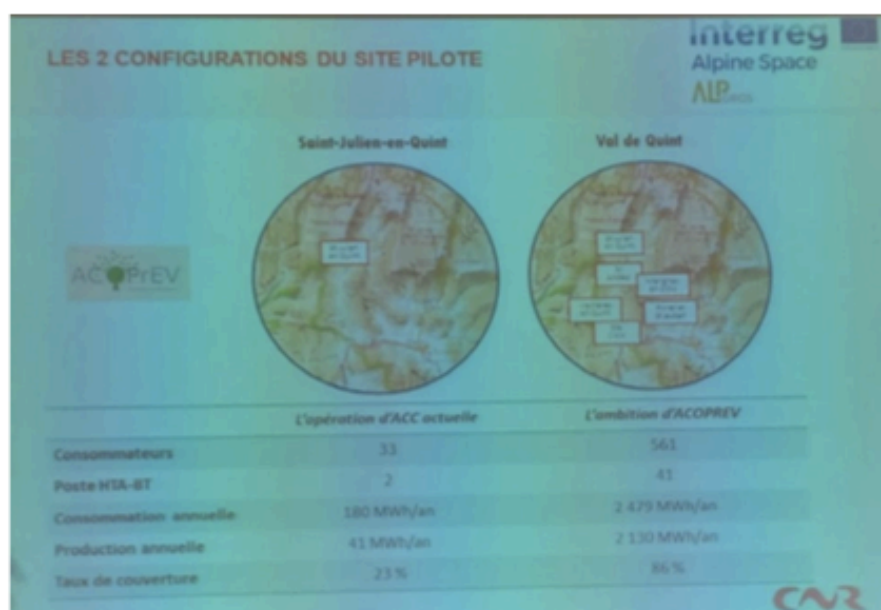 LES 2 CONFIGURATIONS DU SITE PILOTE
Interreg
Alpine Space
Saint-Julien-en-Quint
Val de Quint
ACOPrEV
L'opération d'ACC actuelle
L'ambition d'ACOPREV
Consommateurs 33 561
Poste HTA-BT 2 41
Consommation annuelle 180 MWh/an 2 479 MWh/an
Production annuelle 41 MWh/an 2 130 MWh/an
Taux de couverture 23 % 86 %
CNR